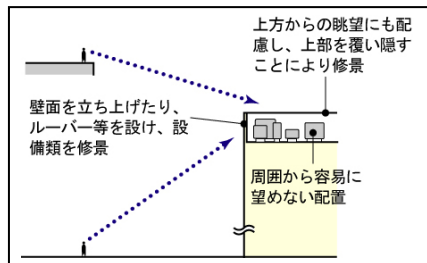 上方からの眺望にも配
慮し、上部を覆い隠す
ことにより修景
壁面を立ち上げたり、
ルーバー等を設け、設
備類を修景
周囲から容易に
望めない配置